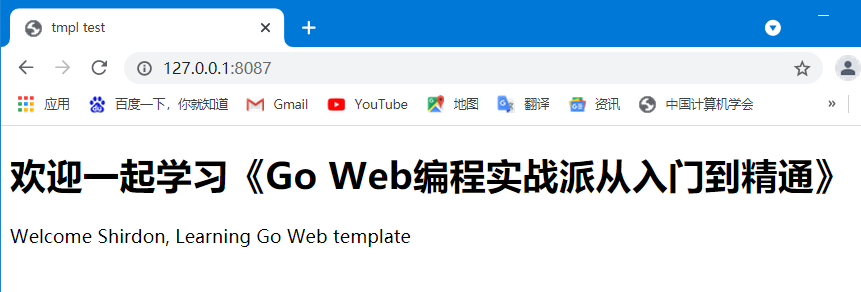 tmpl test
127.0.0.1:8087
应用 百度一下，你就知道 Gmail YouTube 地图 翻译 资讯 中国计算机学会 »
欢迎一起学习《Go Web编程实战派从入门到精通》
Welcome Shirdon, Learning Go Web template